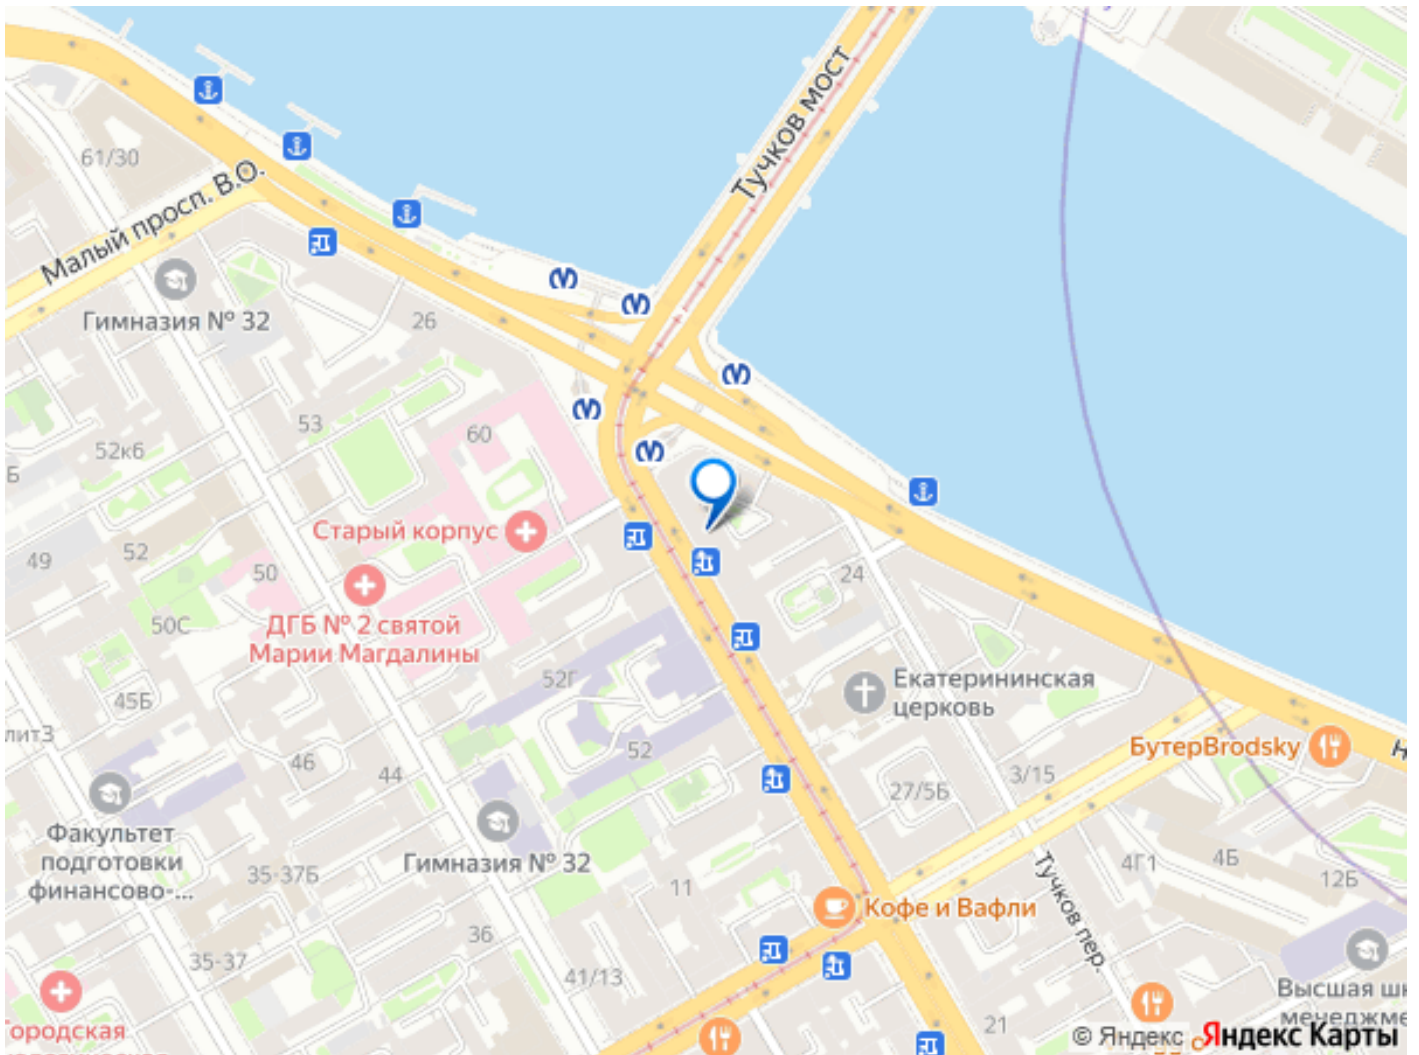 Тучков мост
61/30
Малый просп. В.О.
Гимназия № 32
26
53
60
52к6
Б
Старый корпус
49
52
50
24
50С
ДГБ № 2 святой
Марии Магдалины
Екатерининская
церковь
52Г
45Б
лит3
52
БутерBrodsky
Н
46
44
3/15
27/5Б
Факультет
подготовки
финансово-...
Гимназия № 32
35-37Б
11
4Г1
4Б
12Б
Тучков пер.
Кофе и Вафли
36
35-37
41/13
Высшая шк
менеджме
21
Городская
© Яндекс
Яндекс Карты